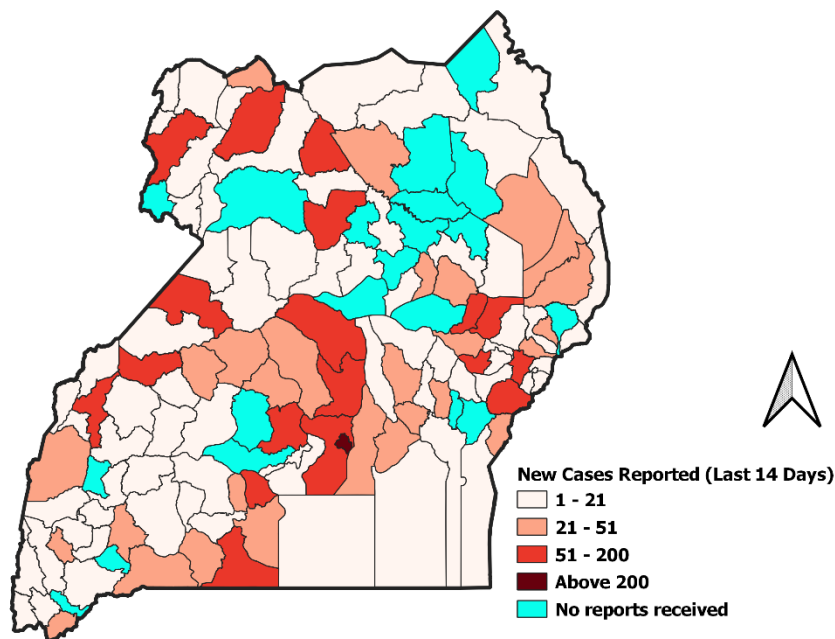 New Cases Reported (Last 14 Days)
1 - 21
21 - 51
51 - 200
Above 200
No reports received